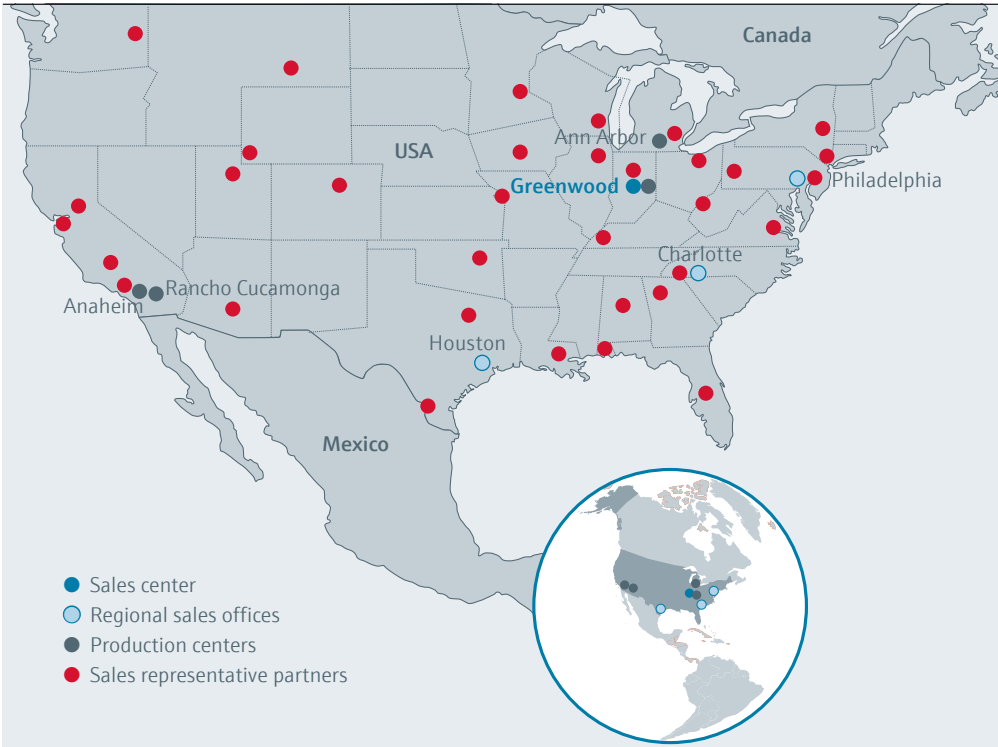 Canada
Ann Arbor
USA
Greenwood
Philadelphia
Charlotte
Rancho Cucamonga
Anaheim
Houston
Mexico
Sales center
Regional sales offices
Production centers
Sales representative partners